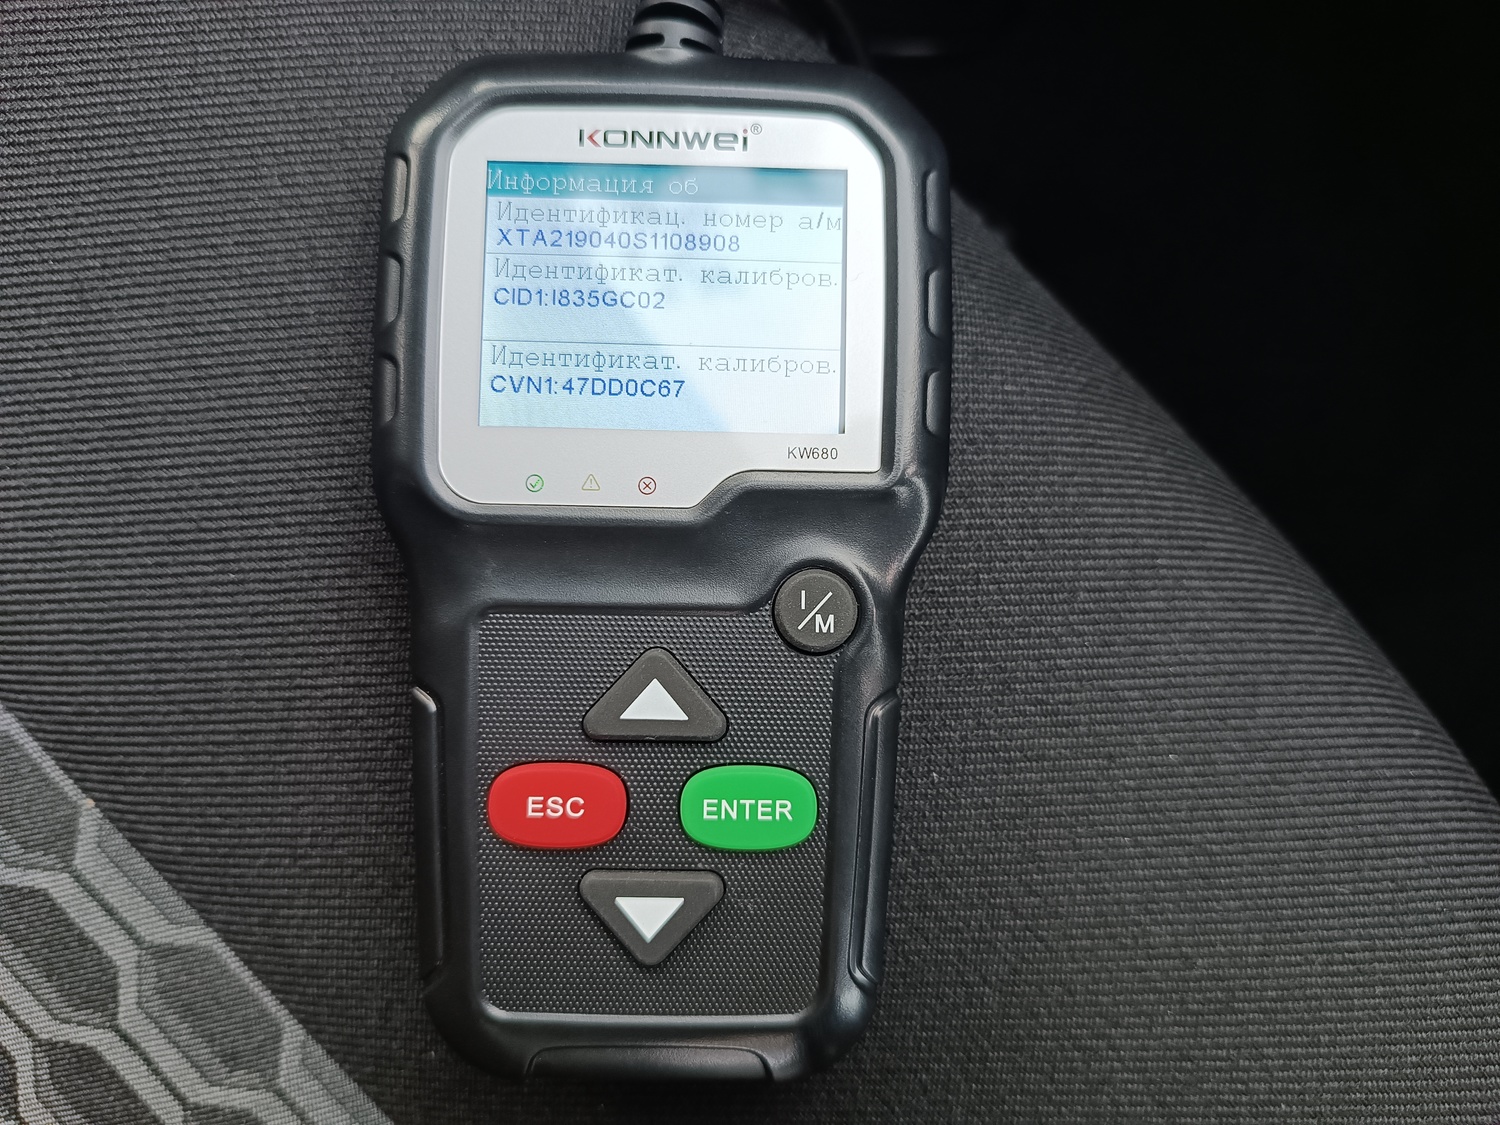 KONNWEI®
Информация об
Идентификац. номер а/м
XTA219040S1108908
Идентификат. калибров.
CID1:I835GC02
Идентификат. калибров.
CVN1:47DD0C67
KW680
I/M
ESC
ENTER